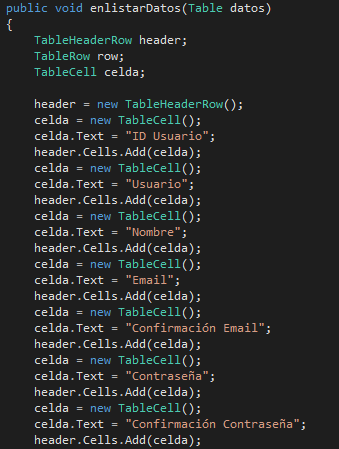 public void enlistarDatos(Table datos)
{
    TableHeaderRow header;
    TableRow row;
    TableCell celda;

    header = new TableHeaderRow();
    celda = new TableCell();
    celda.Text = "ID Usuario";
    header.Cells.Add(celda);
    celda = new TableCell();
    celda.Text = "Usuario";
    header.Cells.Add(celda);
    celda = new TableCell();
    celda.Text = "Nombre";
    header.Cells.Add(celda);
    celda = new TableCell();
    celda.Text = "Email";
    header.Cells.Add(celda);
    celda = new TableCell();
    celda.Text = "Confirmación Email";
    header.Cells.Add(celda);
    celda = new TableCell();
    celda.Text = "Contraseña";
    header.Cells.Add(celda);
    celda = new TableCell();
    celda.Text = "Confirmación Contraseña";
    header.Cells.Add(celda);